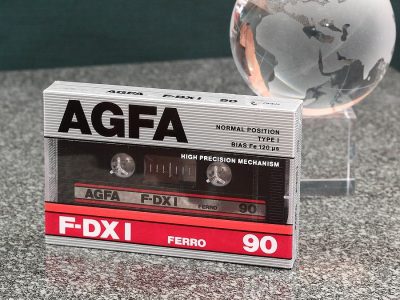 AGFA F-DX I 90
AGFA
NORMAL POSITION
TYPE I
BIAS Fe 120 µs
HIGH PRECISION MECHANISM
AGFA F-DX I FERRO 90
F-DX I FERRO 90